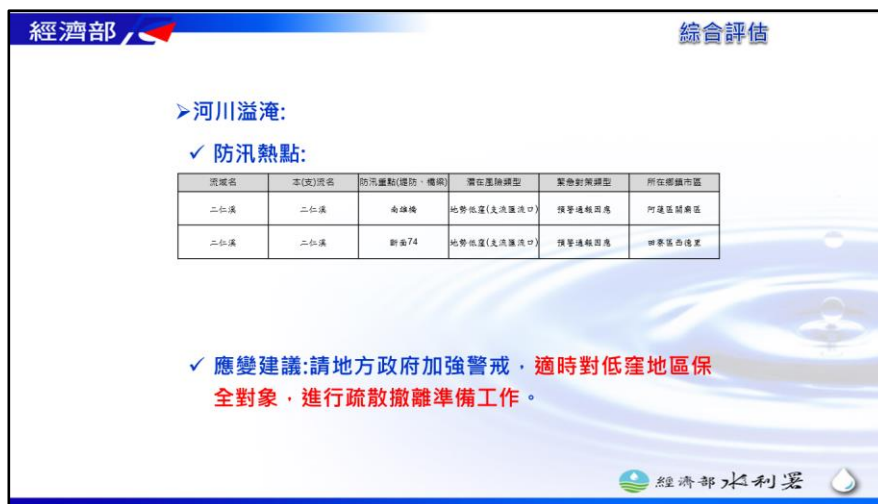 經濟部
綜合評估
➢河川溢淹:
✓ 防汛熱點:
流域名 本(支)流名 防汛重點(堤防、橋梁) 潛在風險類型 緊急對策類型 所在鄉鎮市區
二仁溪 二仁溪 南雄橋 地勢低窪(支流匯流口) 預警通報因應 阿蓮區關廟區
二仁溪 二仁溪 斷面74 地勢低窪(支流匯流口) 預警通報因應 田寮區西德里
✓ 應變建議:請地方政府加強警戒,適時對低窪地區保
全對象,進行疏散撤離準備工作。
經濟部水利署